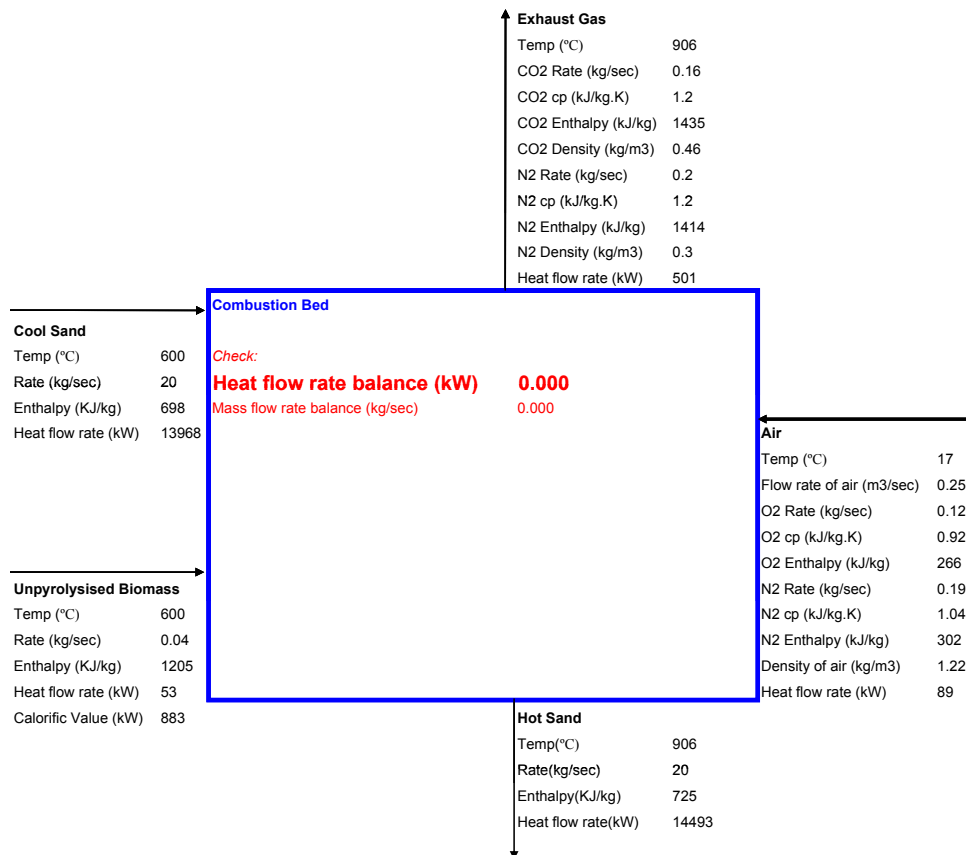 Exhaust Gas
Temp (ºC) 906
CO2 Rate (kg/sec) 0.16
CO2 cp (kJ/kg.K) 1.2
CO2 Enthalpy (kJ/kg) 1435
CO2 Density (kg/m3) 0.46
N2 Rate (kg/sec) 0.2
N2 cp (kJ/kg.K) 1.2
N2 Enthalpy (kJ/kg) 1414
N2 Density (kg/m3) 0.3
Heat flow rate (kW) 501
Combustion Bed
Check:
Heat flow rate balance (kW) 0.000
Mass flow rate balance (kg/sec) 0.000
Cool Sand
Temp (ºC) 600
Rate (kg/sec) 20
Enthalpy (KJ/kg) 698
Heat flow rate (kW) 13968
Air
Temp (ºC) 17
Flow rate of air (m3/sec) 0.25
O2 Rate (kg/sec) 0.12
O2 cp (kJ/kg.K) 0.92
O2 Enthalpy (kJ/kg) 266
N2 Rate (kg/sec) 0.19
N2 cp (kJ/kg.K) 1.04
N2 Enthalpy (kJ/kg) 302
Density of air (kg/m3) 1.22
Heat flow rate (kW) 89
Unpyrolysised Biomass
Temp (ºC) 600
Rate (kg/sec) 0.04
Enthalpy (KJ/kg) 1205
Heat flow rate (kW) 53
Calorific Value (kW) 883
Hot Sand
Temp(ºC) 906
Rate(kg/sec) 20
Enthalpy(KJ/kg) 725
Heat flow rate(kW) 14493